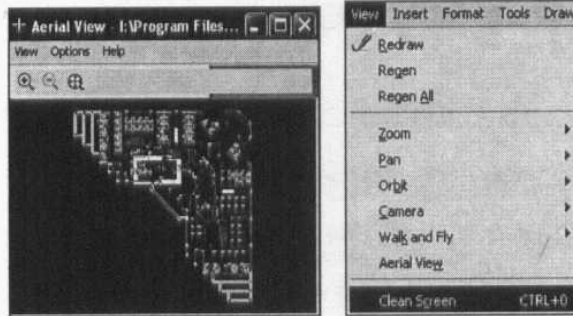 Aerial View - I:\Program Files...
View Options Help
View Insert Format Tools Draw
Redraw
Regen
Regen All
Zoom
Pan
Orbit
Camera
Walk and Fly
Aerial View
Clean Screen CTRL+0